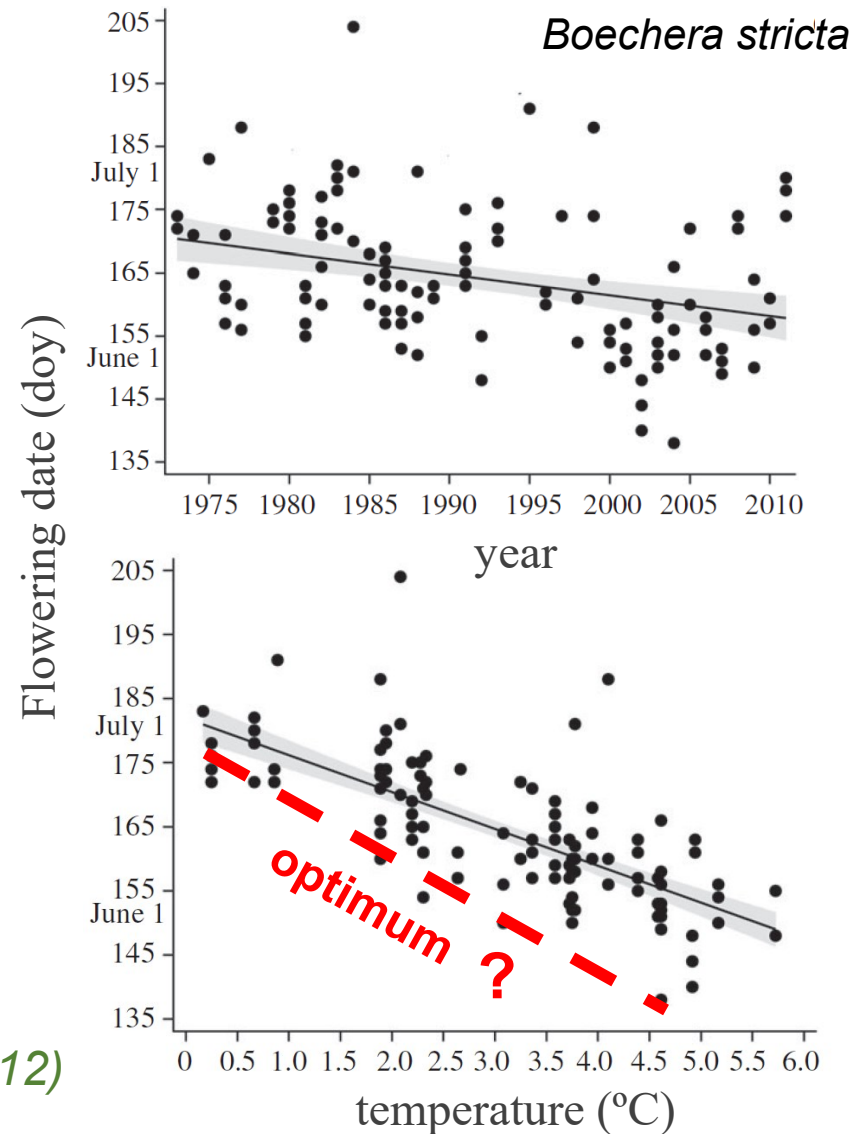 Boechera stricta
Flowering date (doy)
205
195
185
July 1
175
165
155
June 1
145
135
1975 1980 1985 1990 1995 2000 2005 2010
year
205
195
185
July 1
175
165
155
June 1
145
135
optimum ?
0 0.5 1.0 1.5 2.0 2.5 3.0 3.5 4.0 4.5 5.0 5.5 6.0
12)
temperature (ºC)